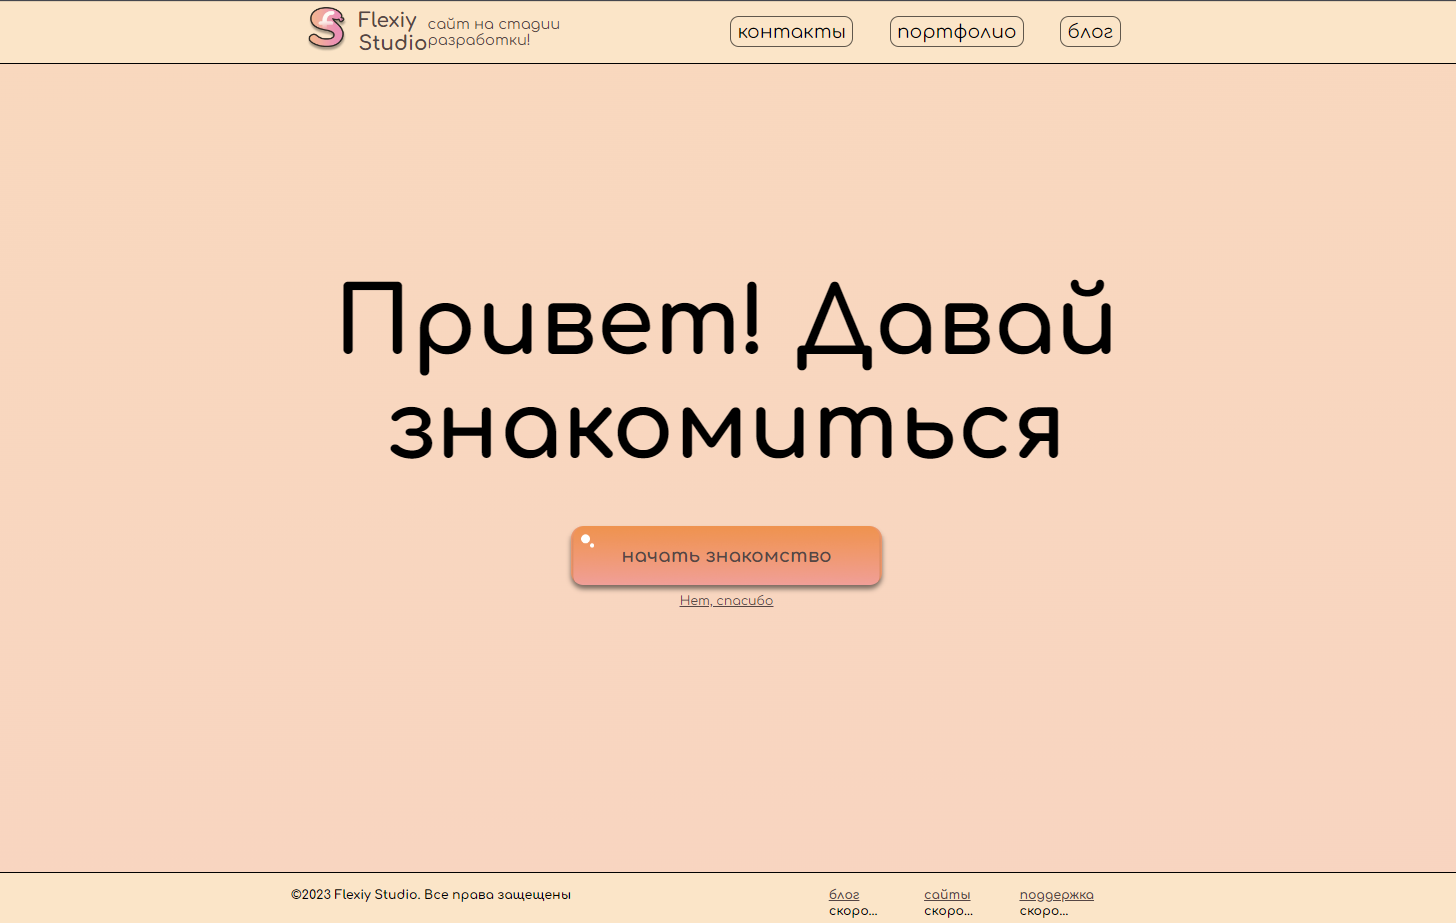 Flexiy
Studio
сайт на стадии
разработки!
контакты
портфолио
блог
Привет! Давай
знакомиться
начать знакомство
Нет, спасибо
©2023 Flexiy Studio. Все права защещены
блог
скоро...
сайты
скоро...
поддержка
скоро...